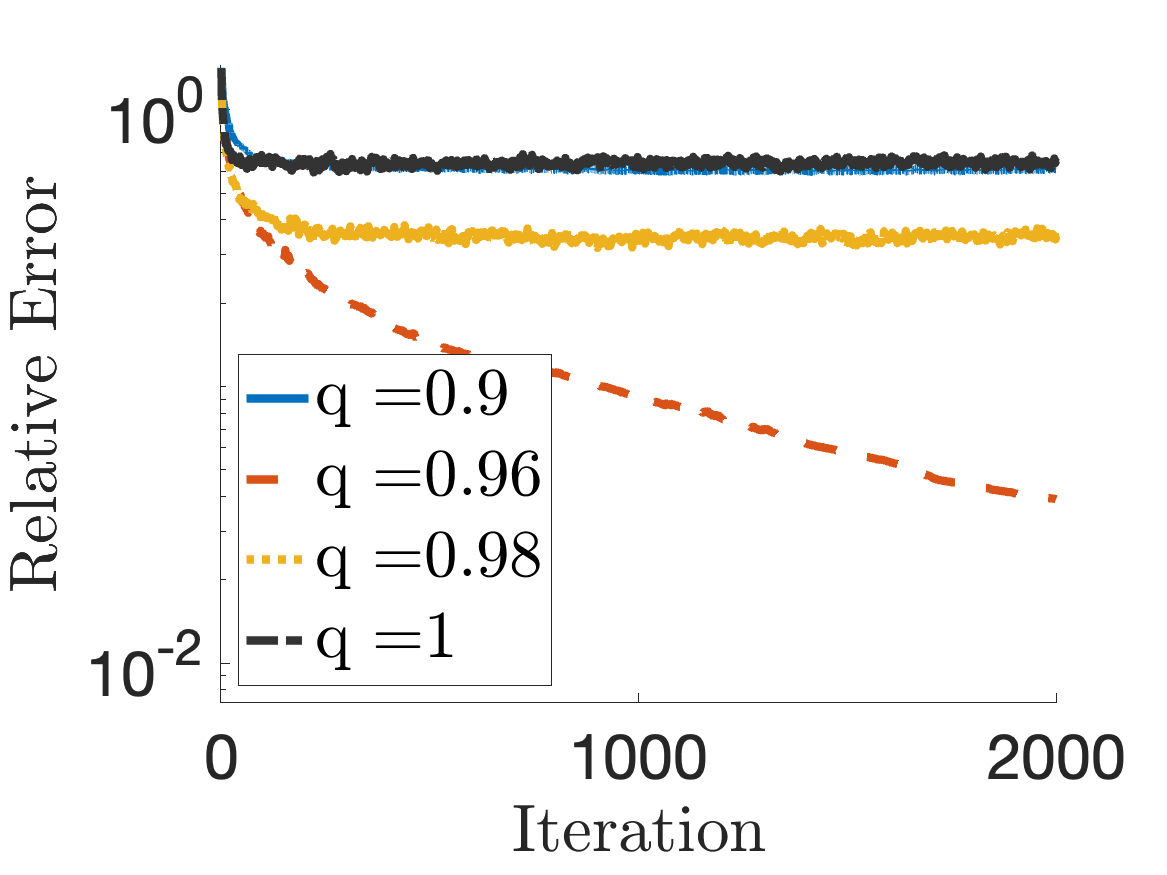 Relative Error
10^0
10^-2
q =0.9
q =0.96
q =0.98
q =1
0 1000 2000
Iteration